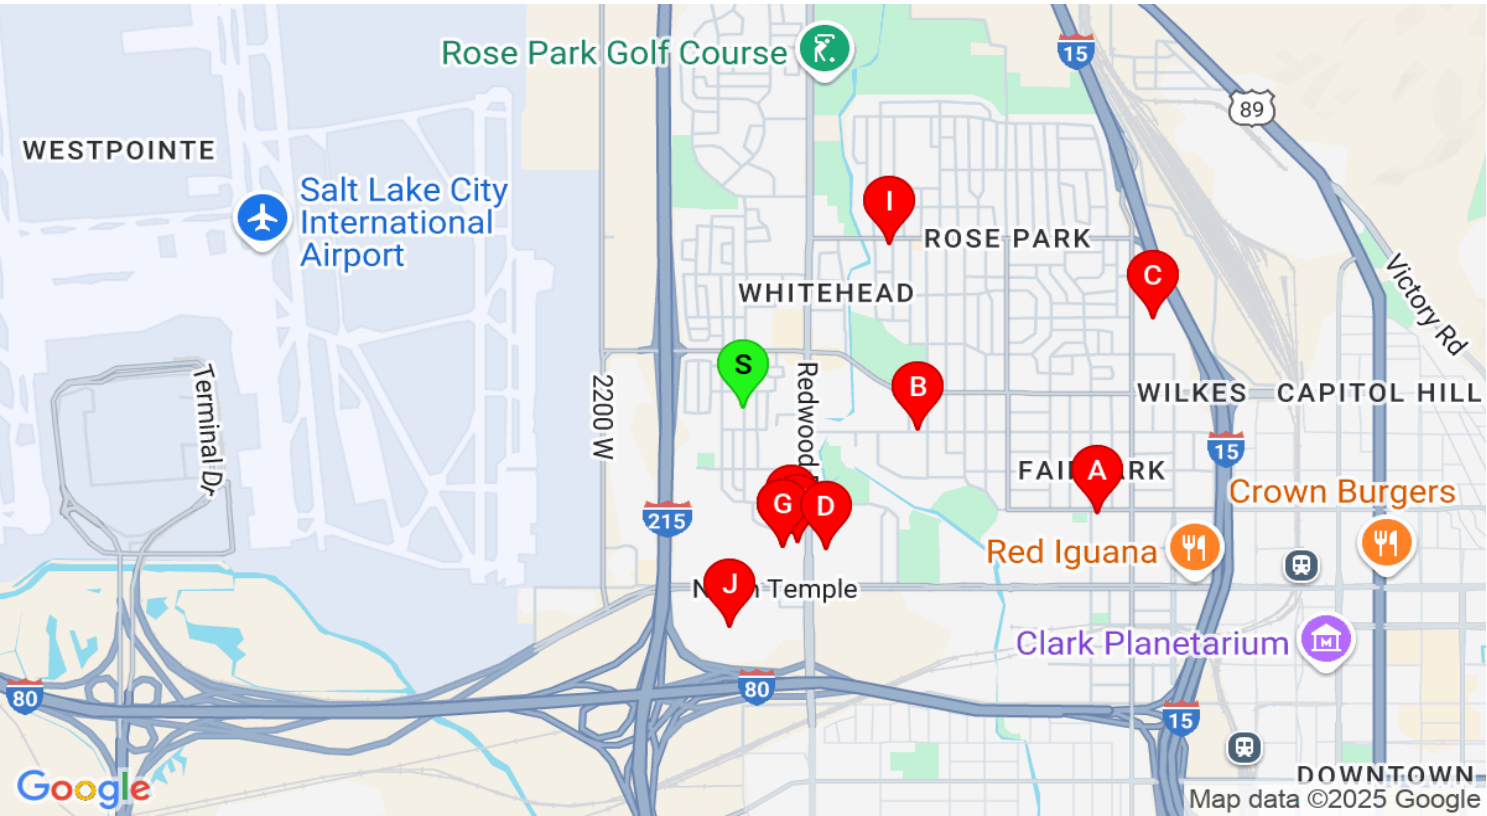 Rose Park Golf Course
15
89
WESTPOINTE
Salt Lake City
International
Airport
I
ROSE PARK
C
WHITEHEAD
Victory Rd
S
B
Redwood
2200 W
Terminal Dr
WILKES
CAPITOL HILL
15
A
Crown Burgers
G
D
215
Red Iguana
J
Temple
Clark Planetarium
80
80
15
Google
DOWNTOWN
Map data ©2025 Google